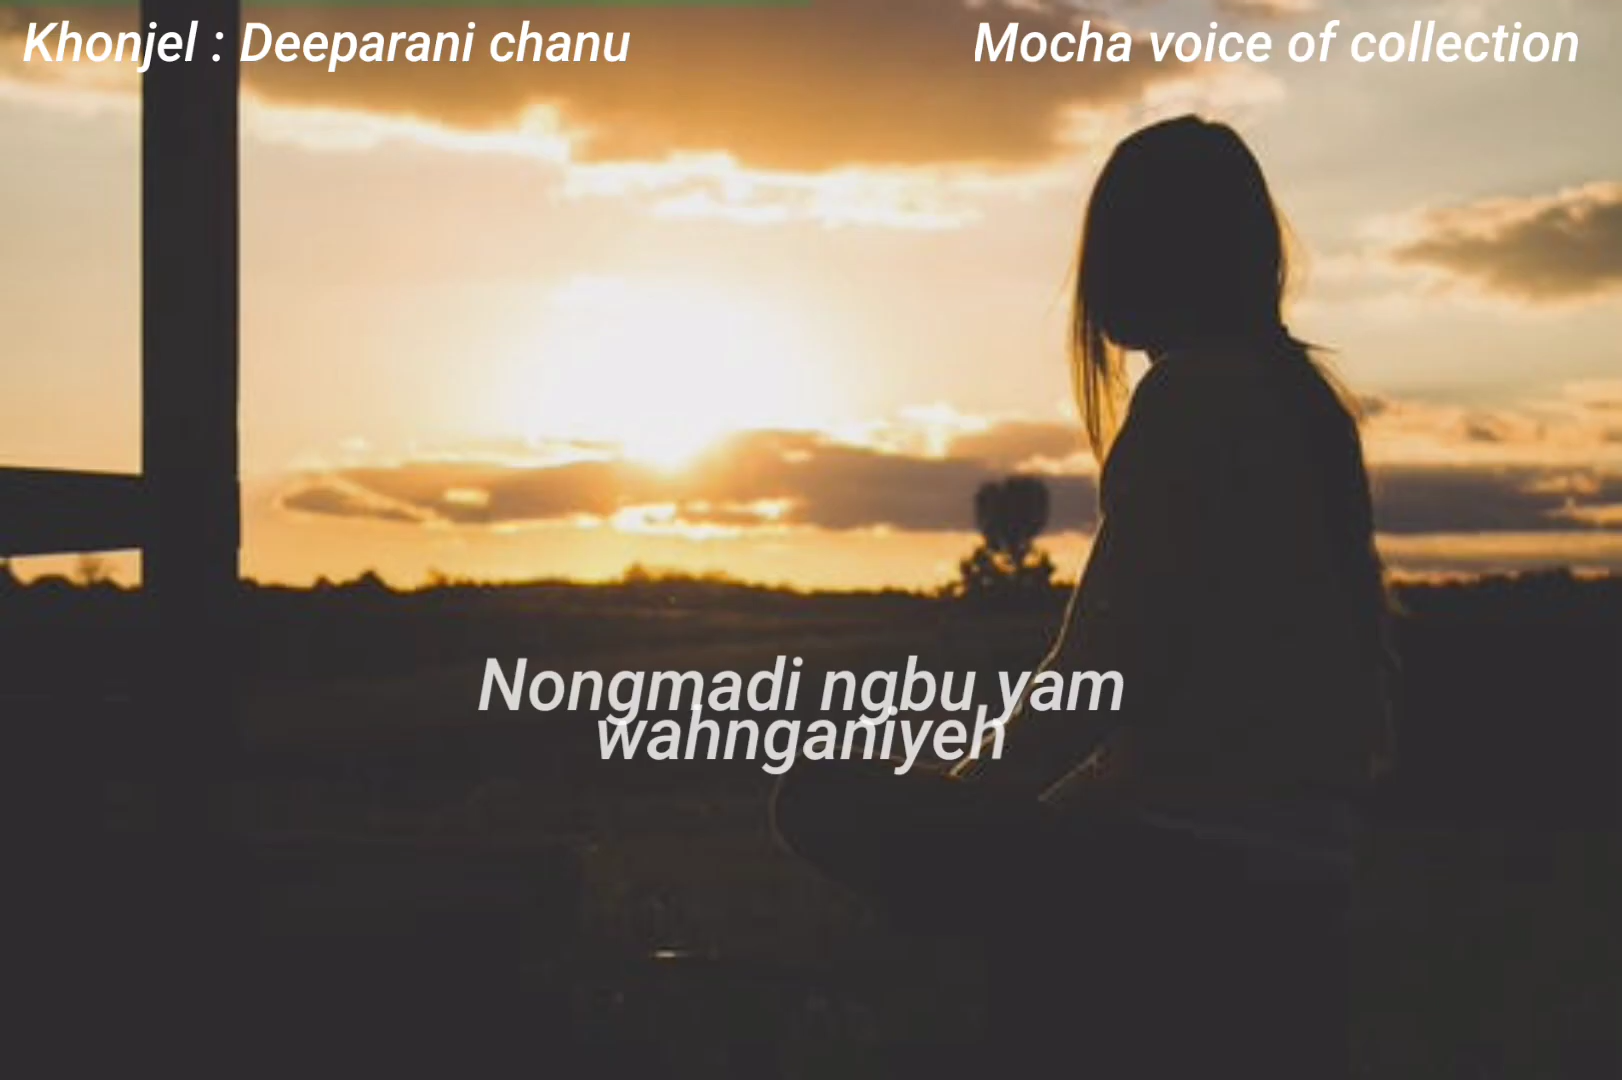 Khonjel : Deeparani chanu
Mocha voice of collection
Nongmadi ngbu yam
wahnganiyeh